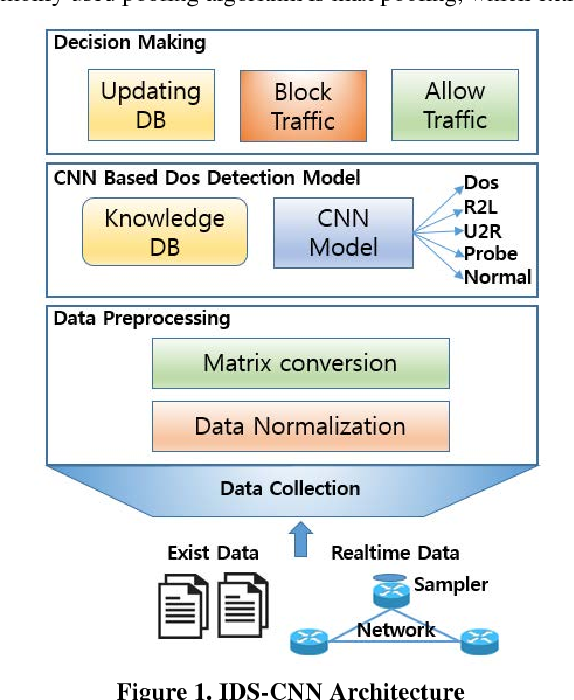 Decision Making
Updating DB
Block Traffic
Allow Traffic
CNN Based Dos Detection Model
Knowledge DB
CNN Model
Dos
R2L
U2R
Probe
Normal
Data Preprocessing
Matrix conversion
Data Normalization
Data Collection
Exist Data
Realtime Data
Sampler
Network
Figure 1. IDS-CNN Architecture